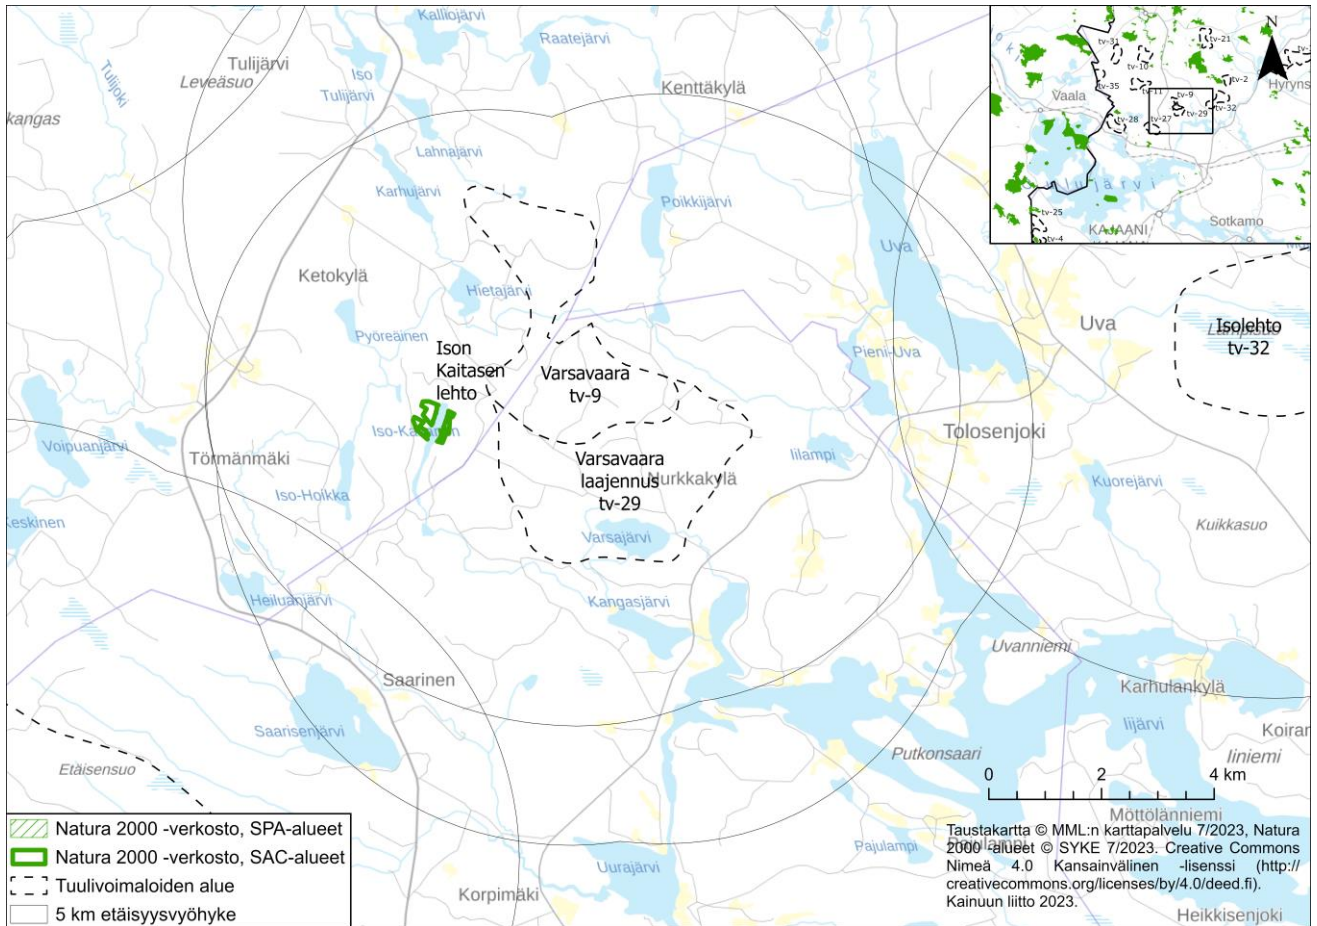 Kalliojärvi
Raatejärvi
Tulijärvi
Leveäsuo
Iso
Tulijärvi
Tulijoki
Kenttäkylä
kangas
Lahnajärvi
Karhujärvi
Poikkijärvi
Uva
Ketokylä
Hietajärvi
Pyöreäinen
Pieni-Uva
Uva
Ison
Kaitasen
lehto
Varsavaara
tv-9
Isolehto
tv-32
Iso-Kaitanen
Tolosenjoki
Voipuanjärvi
Törmänmäki
Iso-Hoikka
Varsavaara
laajennus
tv-29
Nurkkakylä
Iilampi
Kuorejärvi
Keskinen
Kuikkasuo
Varsajärvi
Heiluanjärvi
Kangasjärvi
Uvanniemi
Saarinen
Karhulankylä
Saarisenjärvi
Iijärvi
Koirar
Putkonsaari
Iiniemi
Etäisensuo
0 2 4 km
Möttölänniemi
Pajulampi
Pajulampi
Uurajärvi
Korpimäki
Heikkisenjoki
tv-31
tv-21
N
tv-10
tv-35
tv-2
Hyryns
tv-11
tv-9
Vaala
tv-32
tv-28
tv-27
tv-29
tv-25
Sotkamo
tv-4
KAJAANI
Natura 2000 -verkosto, SPA-alueet
Natura 2000 -verkosto, SAC-alueet
Tuulivoimaloiden alue
5 km etäisyysvyöhyke
Taustakartta © MML:n karttapalvelu 7/2023, Natura
2000 -alueet © SYKE 7/2023. Creative Commons
Nimeä 4.0 Kansainvälinen -lisenssi (http://
creativecommons.org/licenses/by/4.0/deed.fi).
Kainuun liitto 2023.